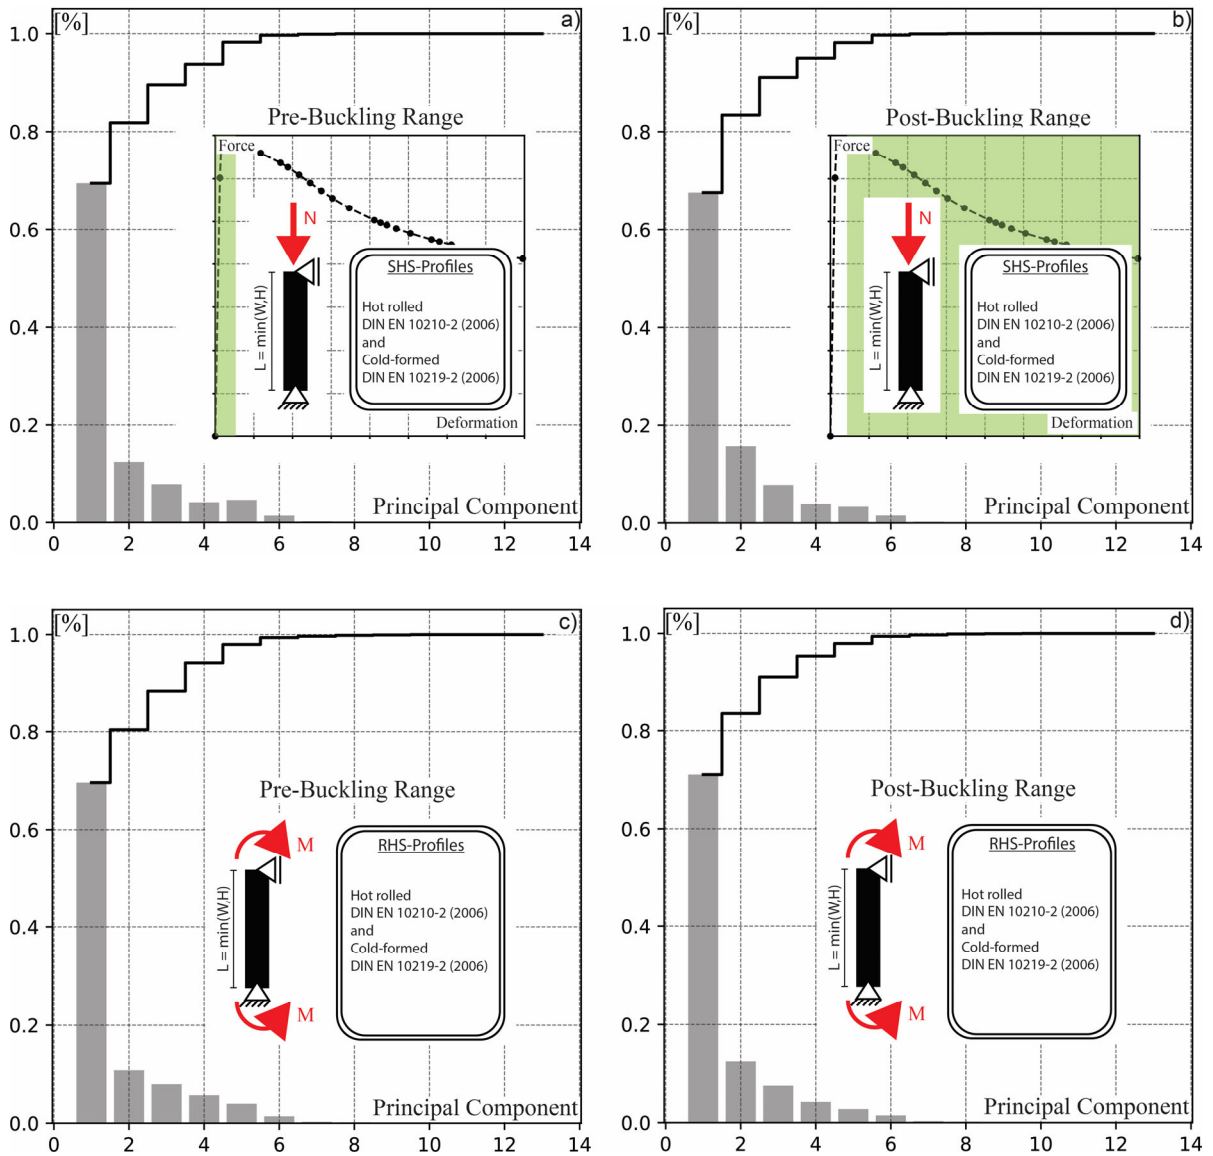 [%]
a)
1.0
0.8
0.6
0.4
0.2
0.0
Pre-Buckling Range
Force
N
L = min(W,H)
SHS-Profiles
Hot rolled
DIN EN 10210-2 (2006)
and
Cold-formed
DIN EN 10219-2 (2006)
Deformation
Principal Component
0 2 4 6 8 10 12 14
[%]
b)
1.0
0.8
0.6
0.4
0.2
0.0
Post-Buckling Range
Force
N
L = min(W,H)
SHS-Profiles
Hot rolled
DIN EN 10210-2 (2006)
and
Cold-formed
DIN EN 10219-2 (2006)
Deformation
Principal Component
0 2 4 6 8 10 12 14
[%]
c)
1.0
0.8
0.6
0.4
0.2
0.0
Pre-Buckling Range
M
L = min(W,H)
RHS-Profiles
Hot rolled
DIN EN 10210-2 (2006)
and
Cold-formed
DIN EN 10219-2 (2006)
M
Principal Component
0 2 4 6 8 10 12 14
[%]
d)
1.0
0.8
0.6
0.4
0.2
0.0
Post-Buckling Range
M
L = min(W,H)
RHS-Profiles
Hot rolled
DIN EN 10210-2 (2006)
and
Cold-formed
DIN EN 10219-2 (2006)
M
Principal Component
0 2 4 6 8 10 12 14